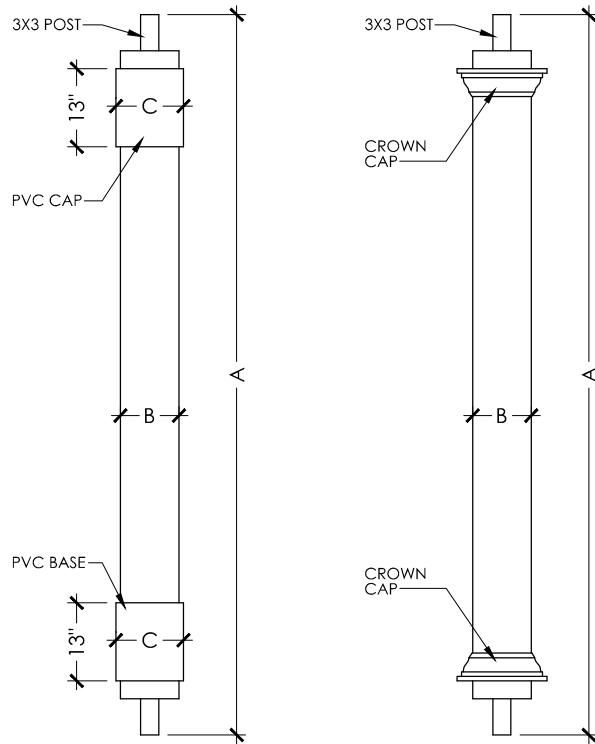 3X3 POST
13"
C
PVC CAP
A
B
PVC BASE
13"
C
3X3 POST
CROWN
CAP
A
B
CROWN
CAP